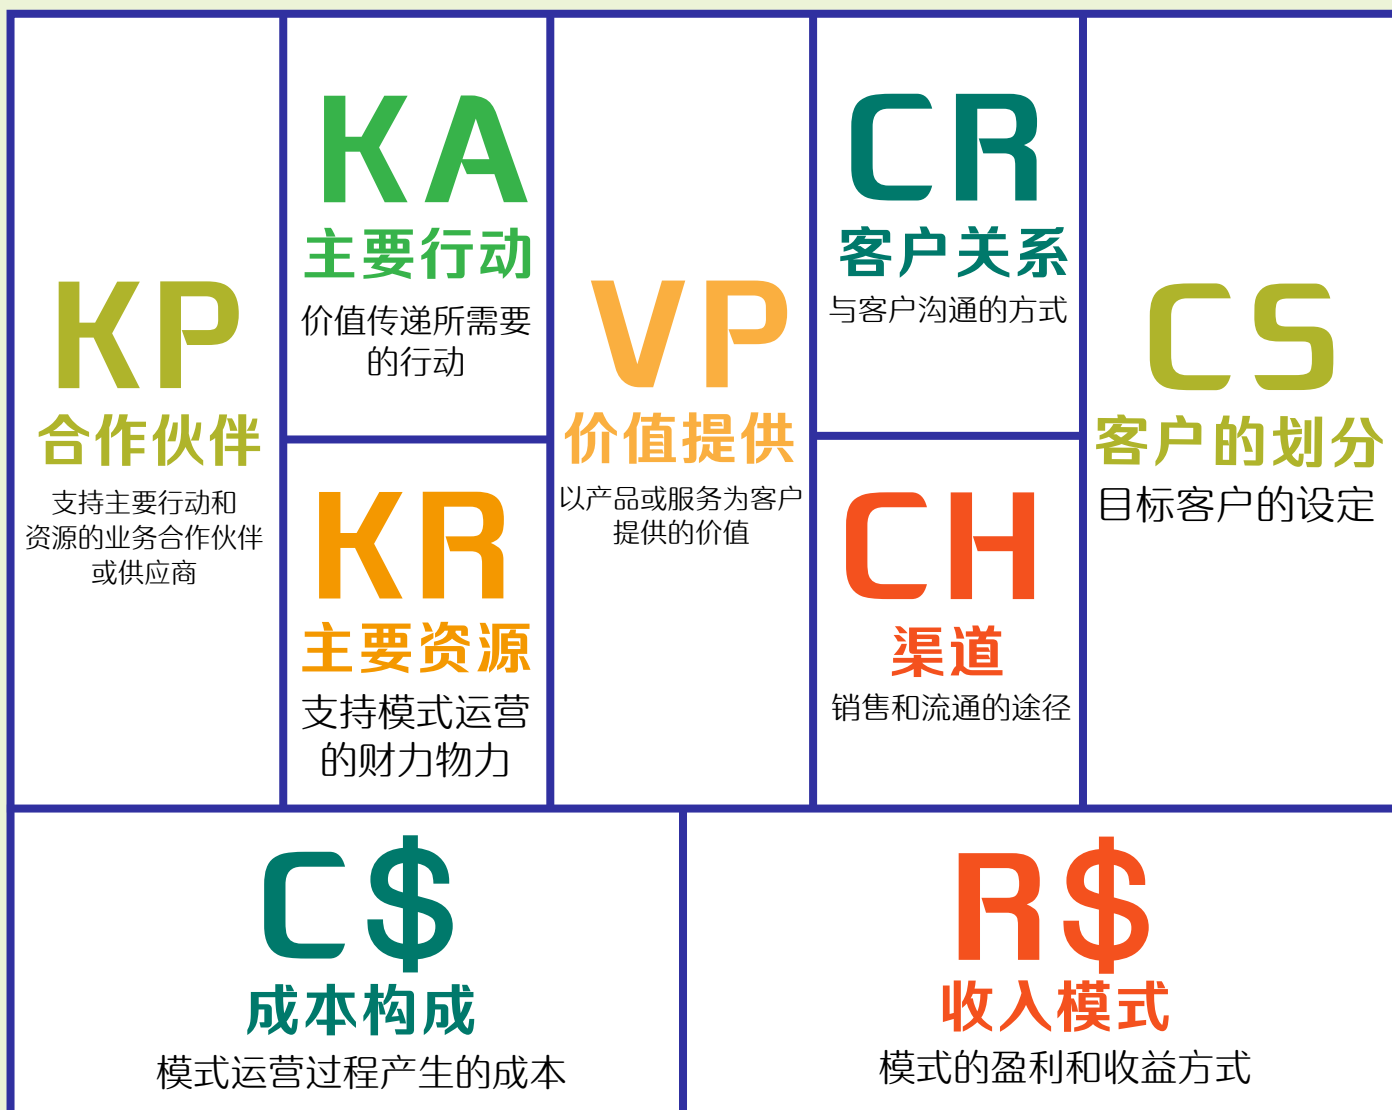 KP
合作伙伴
支持主要行动和
资源的业务合作伙伴
或供应商
KA
主要行动
价值传递所需要
的行动
KR
主要资源
支持模式运营
的财力物力
VP
价值提供
以产品或服务为客户
提供的价值
CR
客户关系
与客户沟通的方式
CH
渠道
销售和流通的途径
CS
客户的划分
目标客户的设定
C$
成本构成
模式运营过程产生的成本
R$
收入模式
模式的盈利和收益方式